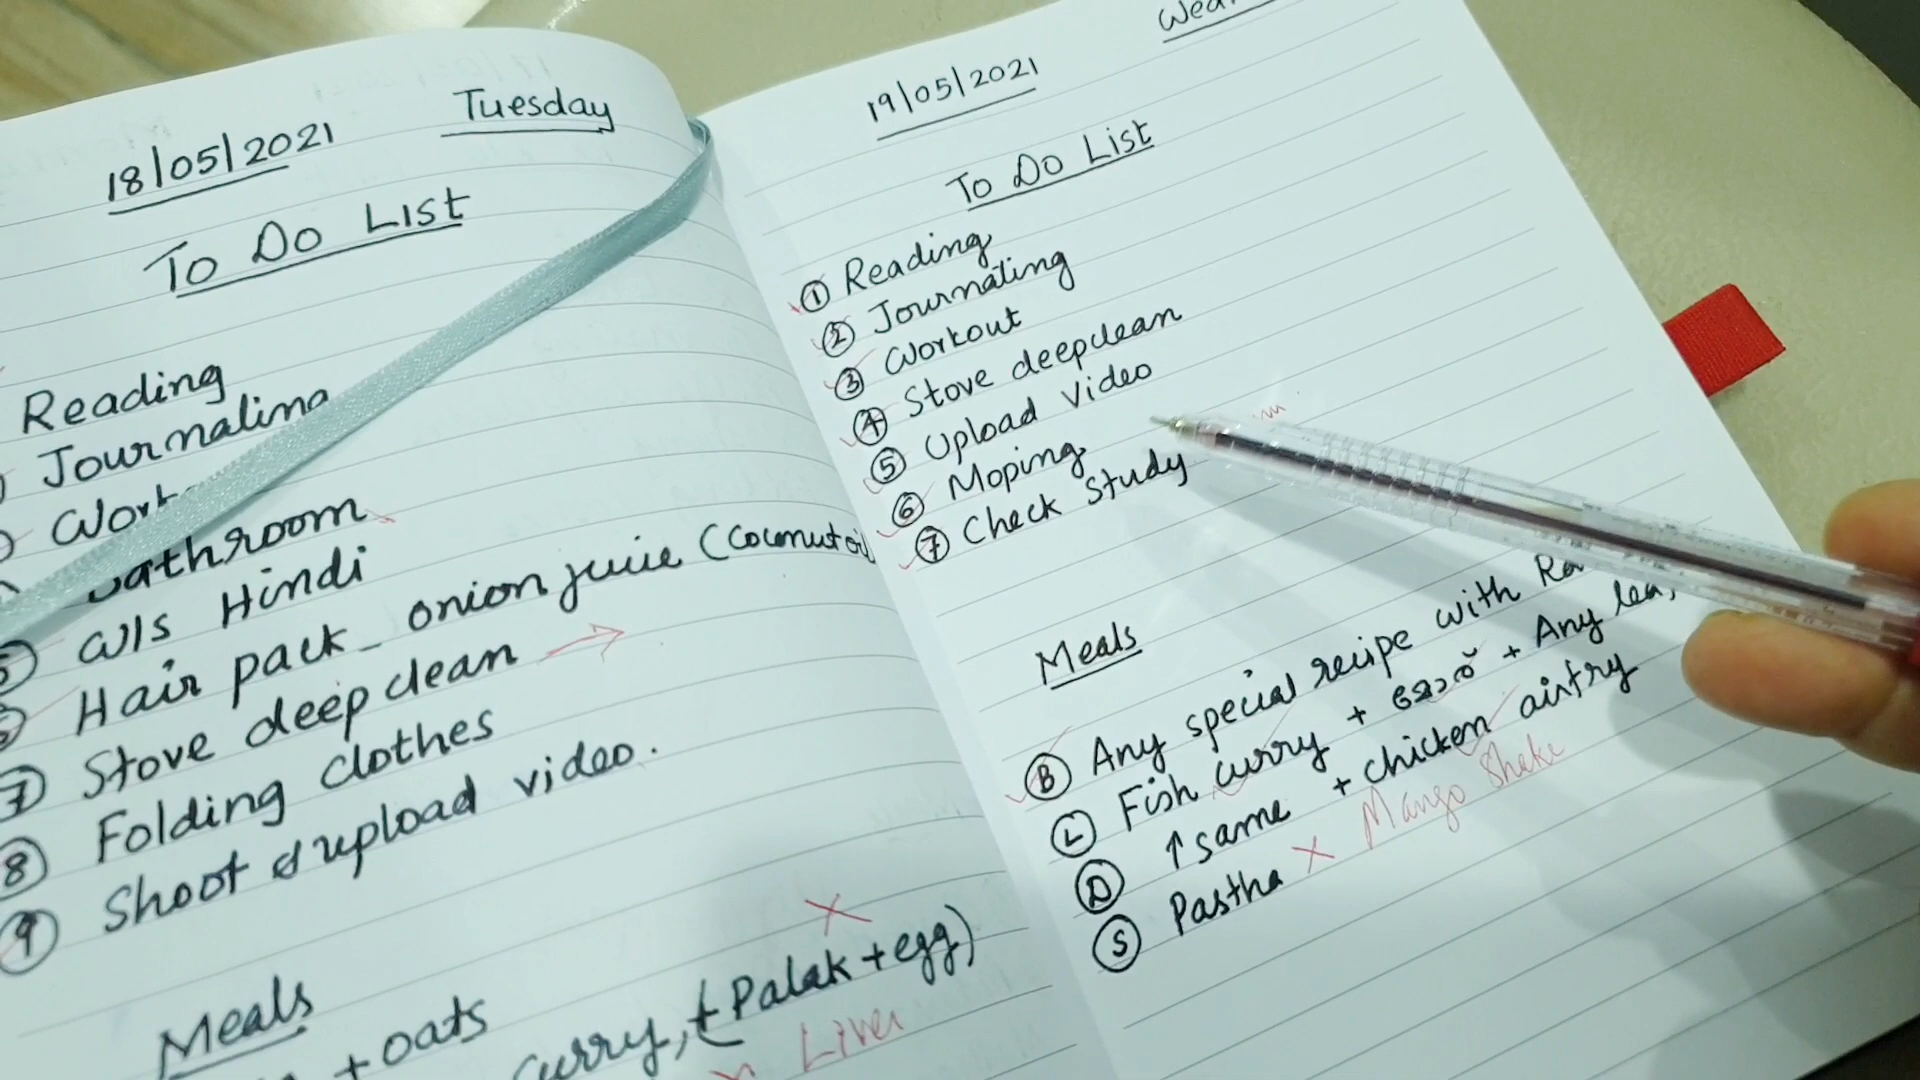 18/05/2021
Tuesday
To Do List
Reading
Journaling
bathroom
W/s Hindi
Hair pack - onion juice (Coconut oi
7 Stove deep clean →
8 Folding clothes
9 Shoot & upload video.
Meals
+ oats
curry, (Palak + egg) ×
Liver
19/05/2021
To Do List
1 Reading
2 Journaling
3 Workout
4 Stove deepclean
5 Upload Video
6 Moping
7 Check Study
Meals
B Any special recipe with
L Fish curry + + Any
D ↑ same + chicken airtry
S Pastha × Mango Shake